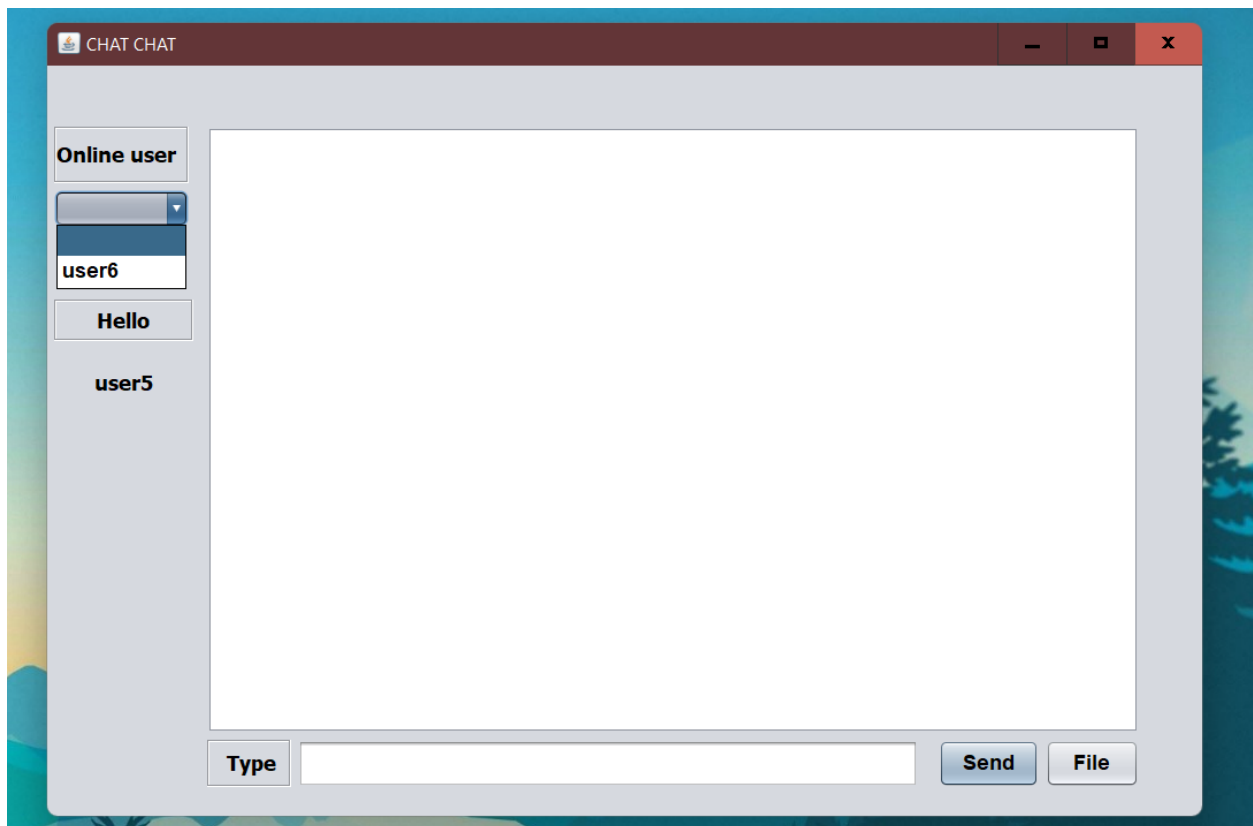 CHAT CHAT
Online user
user6
Hello
user5
Type
Send
File